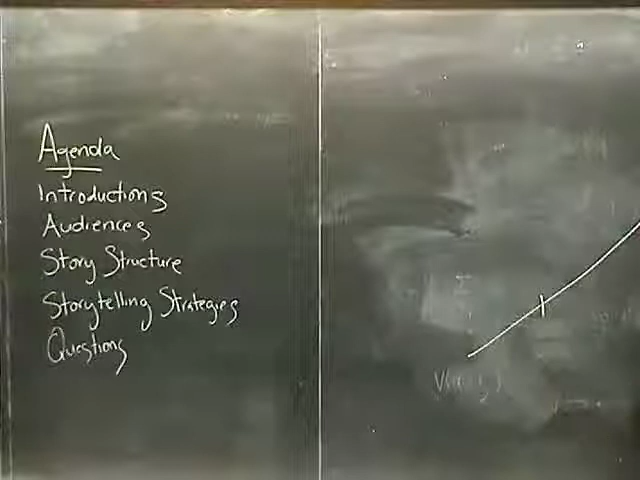 Agenda
Introductions
Audiences
Story Structure
Storytelling Strategies
Questions